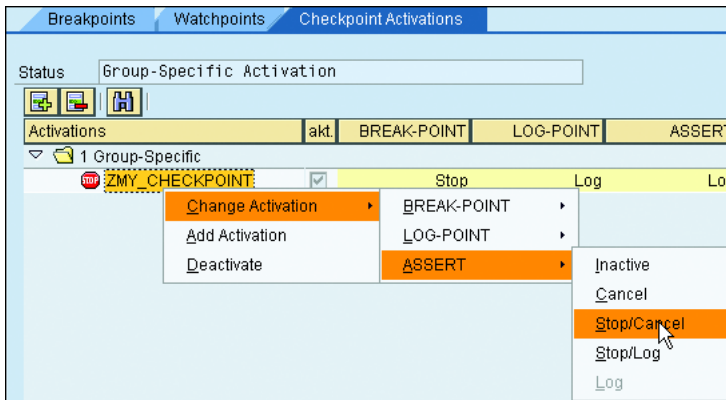 Breakpoints Watchpoints Checkpoint Activations
Status Group-Specific Activation
Activations akt. BREAK-POINT LOG-POINT ASSERT
1 Group-Specific
STOP ZMY_CHECKPOINT Stop Log Lo
Change Activation BREAK-POINT
Add Activation LOG-POINT
Deactivate ASSERT Inactive
Cancel
Stop/Cancel
Stop/Log
Log